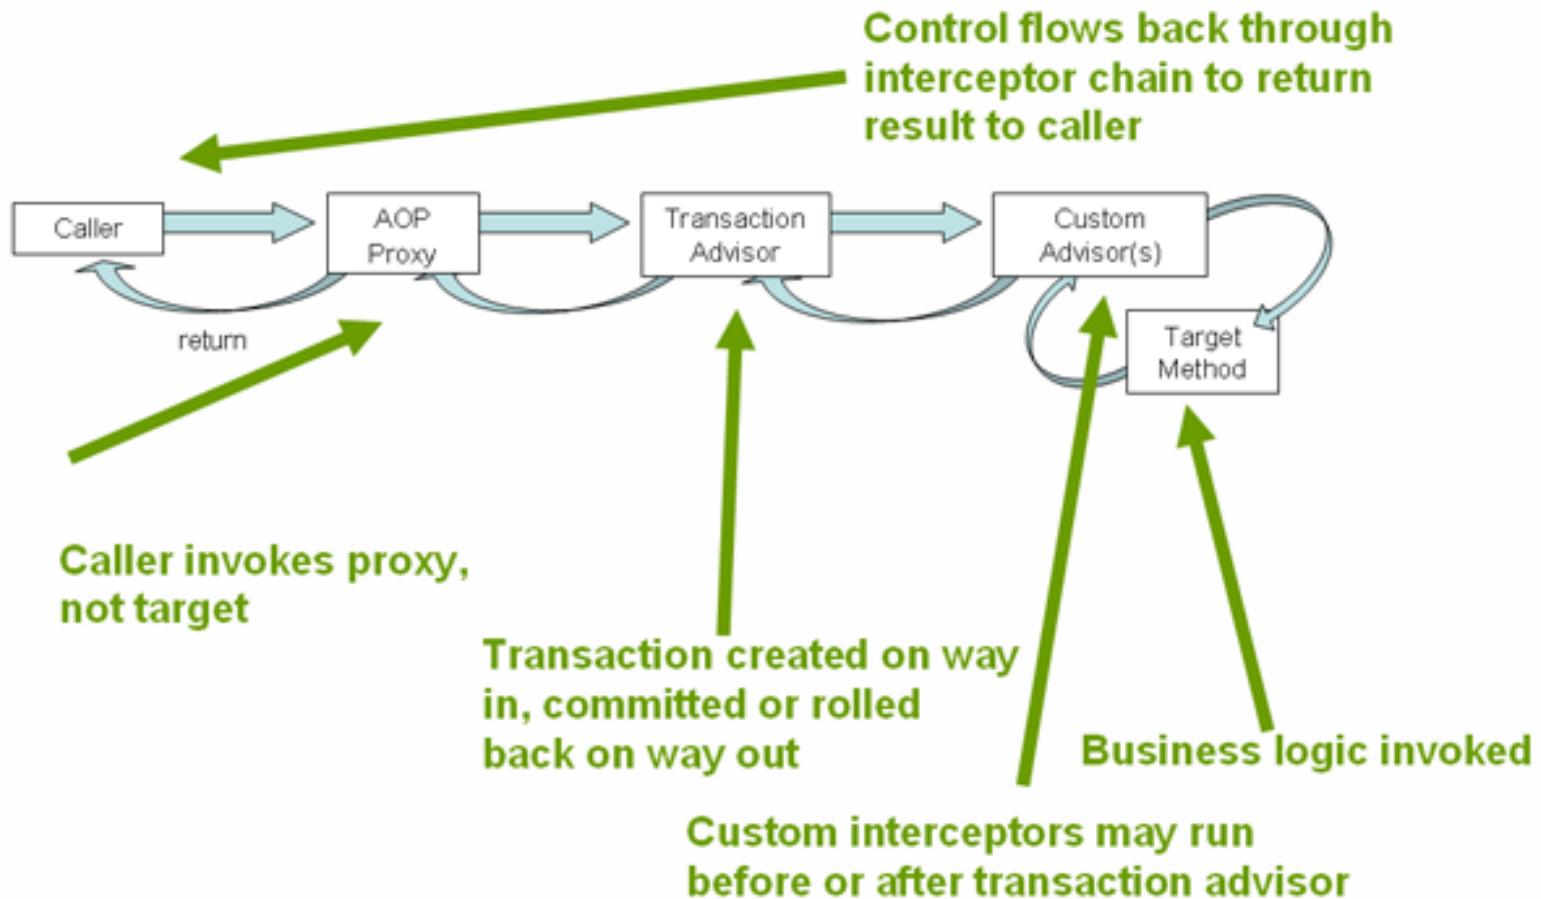 Control flows back through
interceptor chain to return
result to caller
Caller
AOP
Proxy
Transaction
Advisor
Custom
Advisor(s)
return
Target
Method
Caller invokes proxy,
not target
Transaction created on way
in, committed or rolled
back on way out
Business logic invoked
Custom interceptors may run
before or after transaction advisor